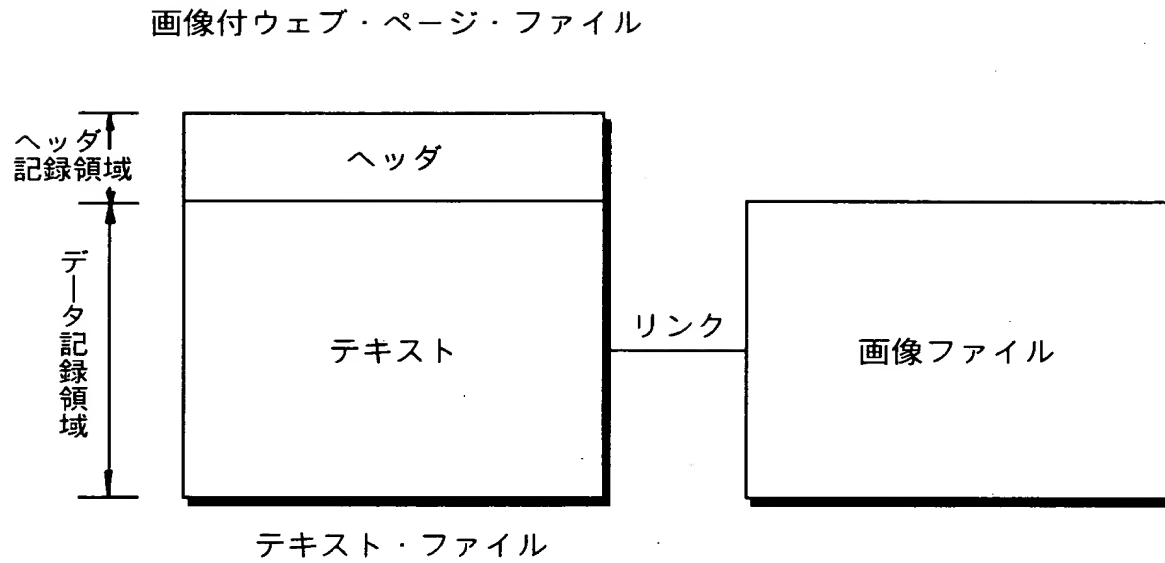 画像付ウェブ・ページ・ファイル
ヘッダ
記録領域
ヘッダ
データ記録領域
テキスト
リンク
画像ファイル
テキスト・ファイル